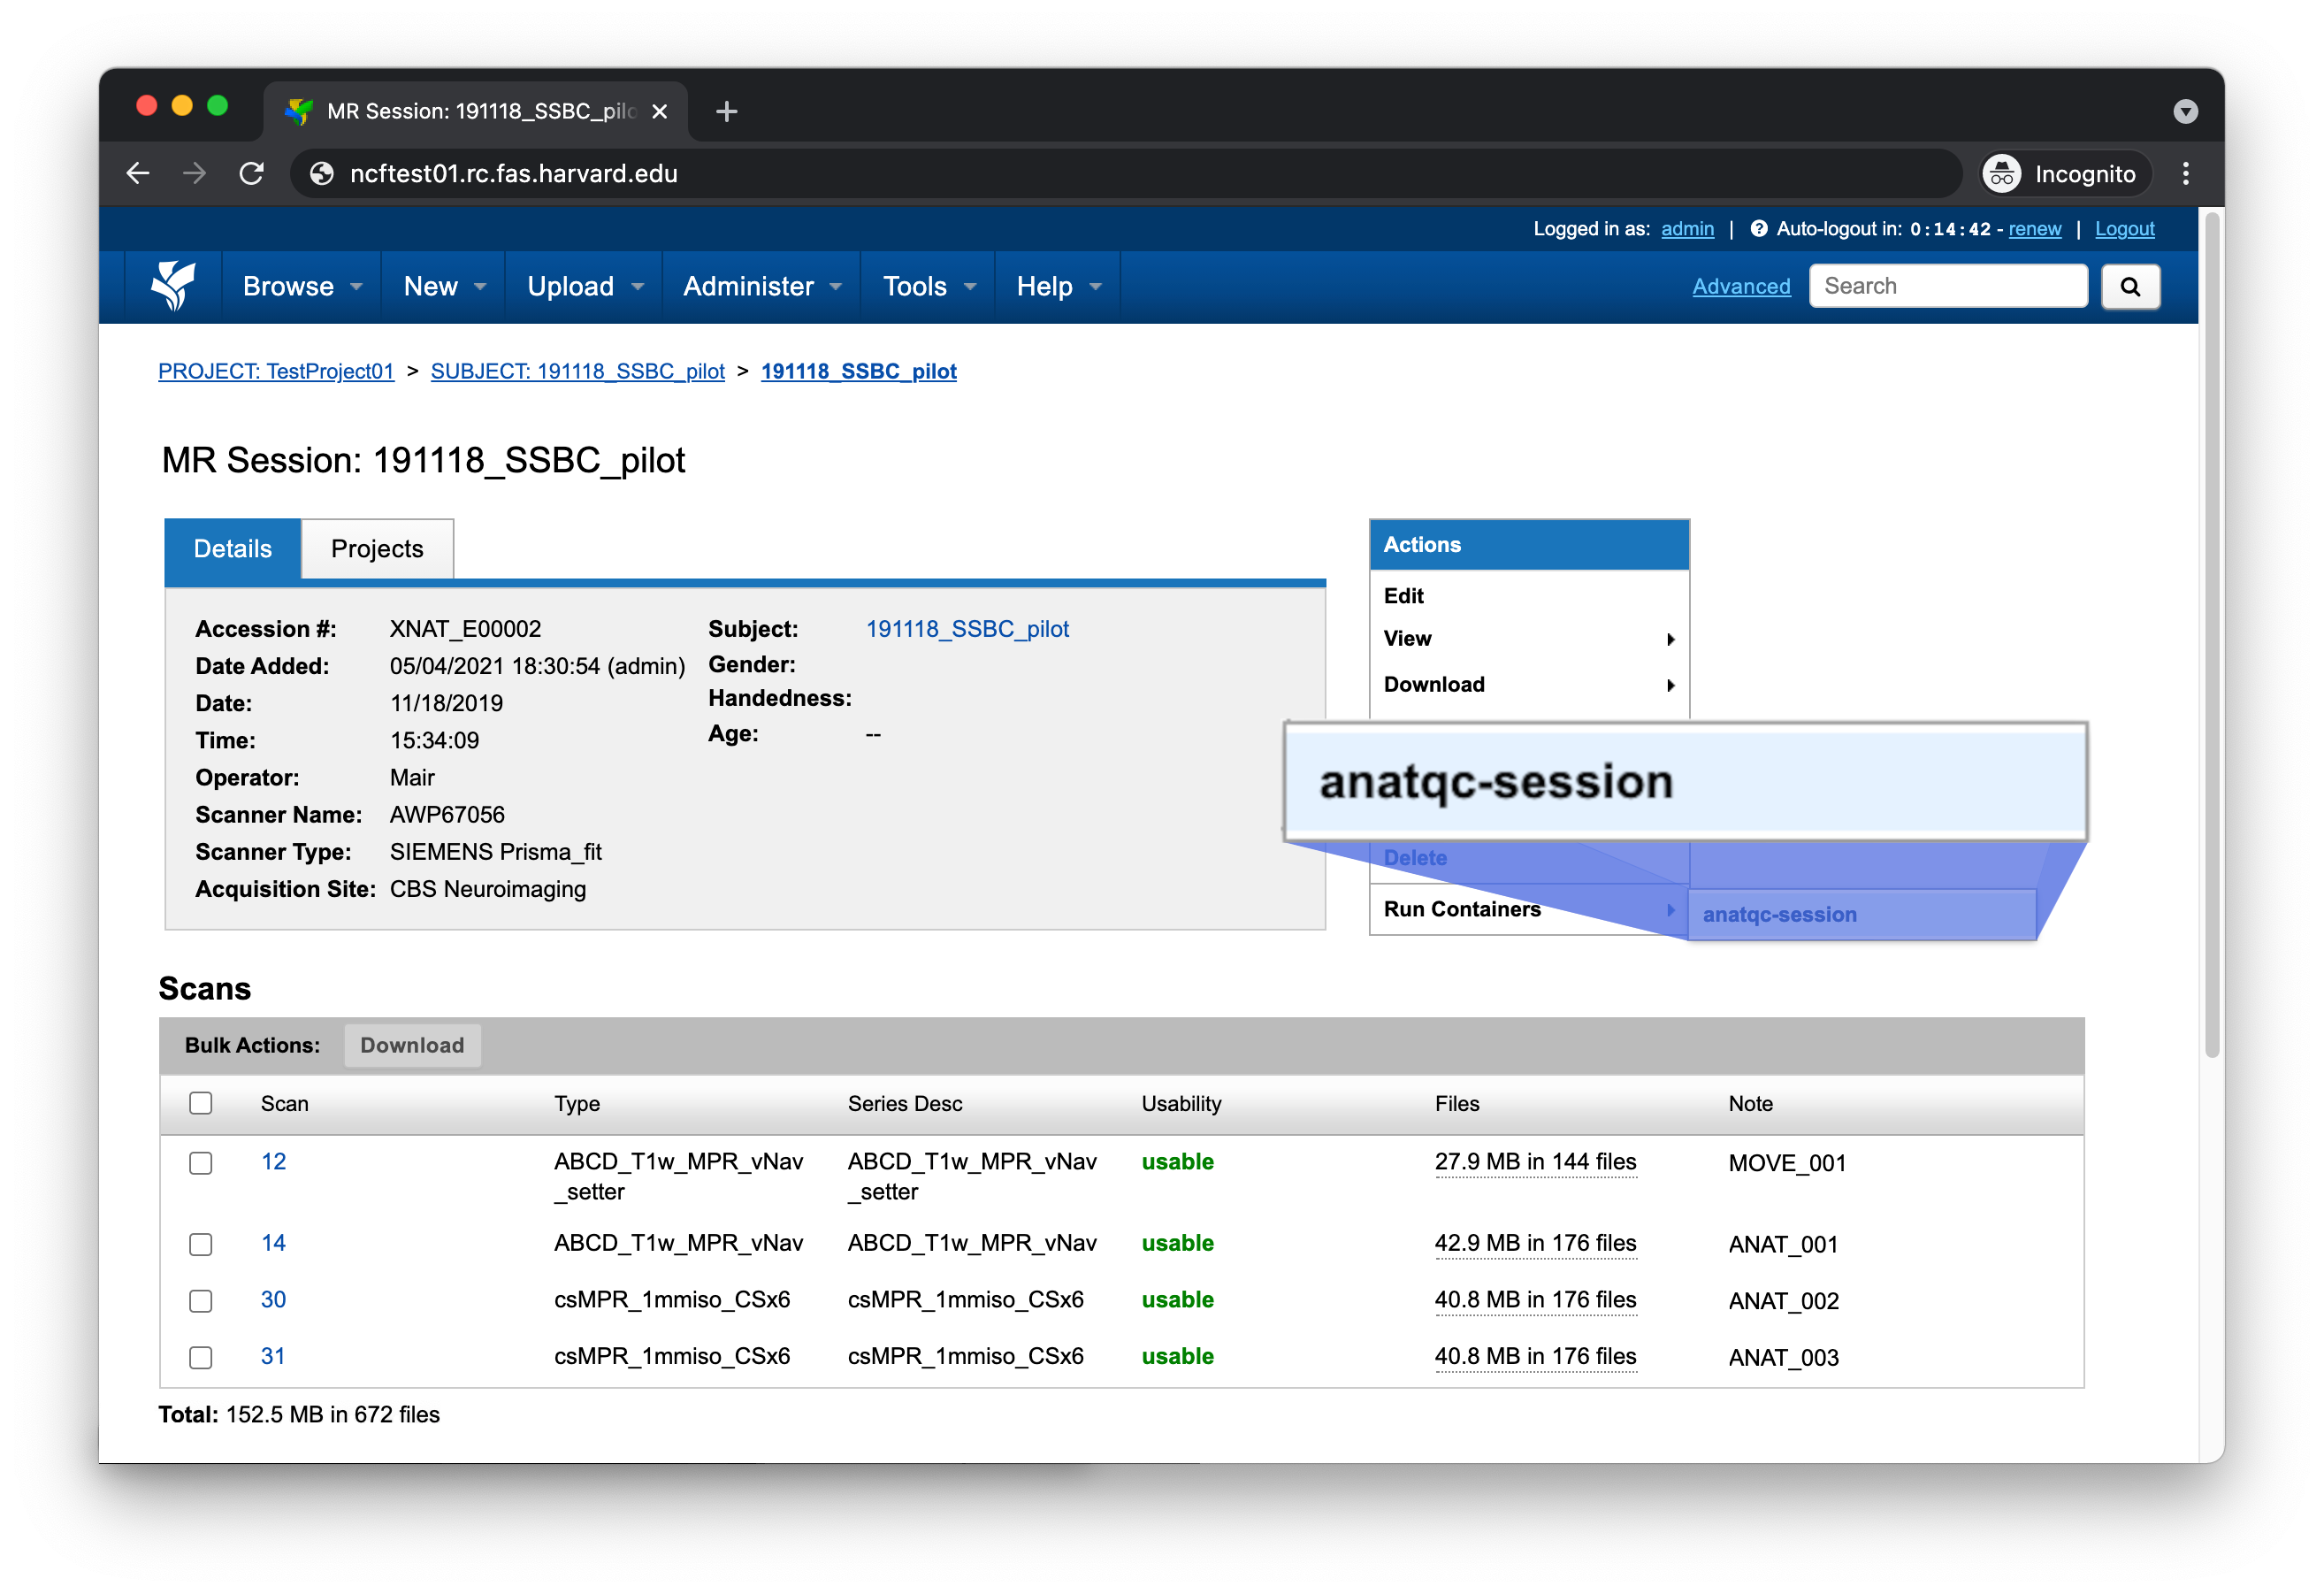 MR Session: 191118_SSBC_pilo
ncftest01.rc.fas.harvard.edu
Incognito
Logged in as: admin | Auto-logout in: 0:14:42 - renew | Logout
Browse New Upload Administer Tools Help Advanced Search
PROJECT: TestProject01 > SUBJECT: 191118_SSBC_pilot > 191118_SSBC_pilot
MR Session: 191118_SSBC_pilot
Details Projects
Accession #: XNAT_E00002
Date Added: 05/04/2021 18:30:54 (admin)
Date: 11/18/2019
Time: 15:34:09
Operator: Mair
Scanner Name: AWP67056
Scanner Type: SIEMENS Prisma_fit
Acquisition Site: CBS Neuroimaging
Subject: 191118_SSBC_pilot
Gender:
Handedness:
Age: --
Actions
Edit
View
Download
anatqc-session
Delete
Run Containers
anatqc-session
Scans
Bulk Actions: Download
Scan Type Series Desc Usability Files Note
12 ABCD_T1w_MPR_vNav ABCD_T1w_MPR_vNav usable 27.9 MB in 144 files MOVE_001
_setter _setter
14 ABCD_T1w_MPR_vNav ABCD_T1w_MPR_vNav usable 42.9 MB in 176 files ANAT_001
30 csMPR_1mmiso_CSx6 csMPR_1mmiso_CSx6 usable 40.8 MB in 176 files ANAT_002
31 csMPR_1mmiso_CSx6 csMPR_1mmiso_CSx6 usable 40.8 MB in 176 files ANAT_003
Total: 152.5 MB in 672 files